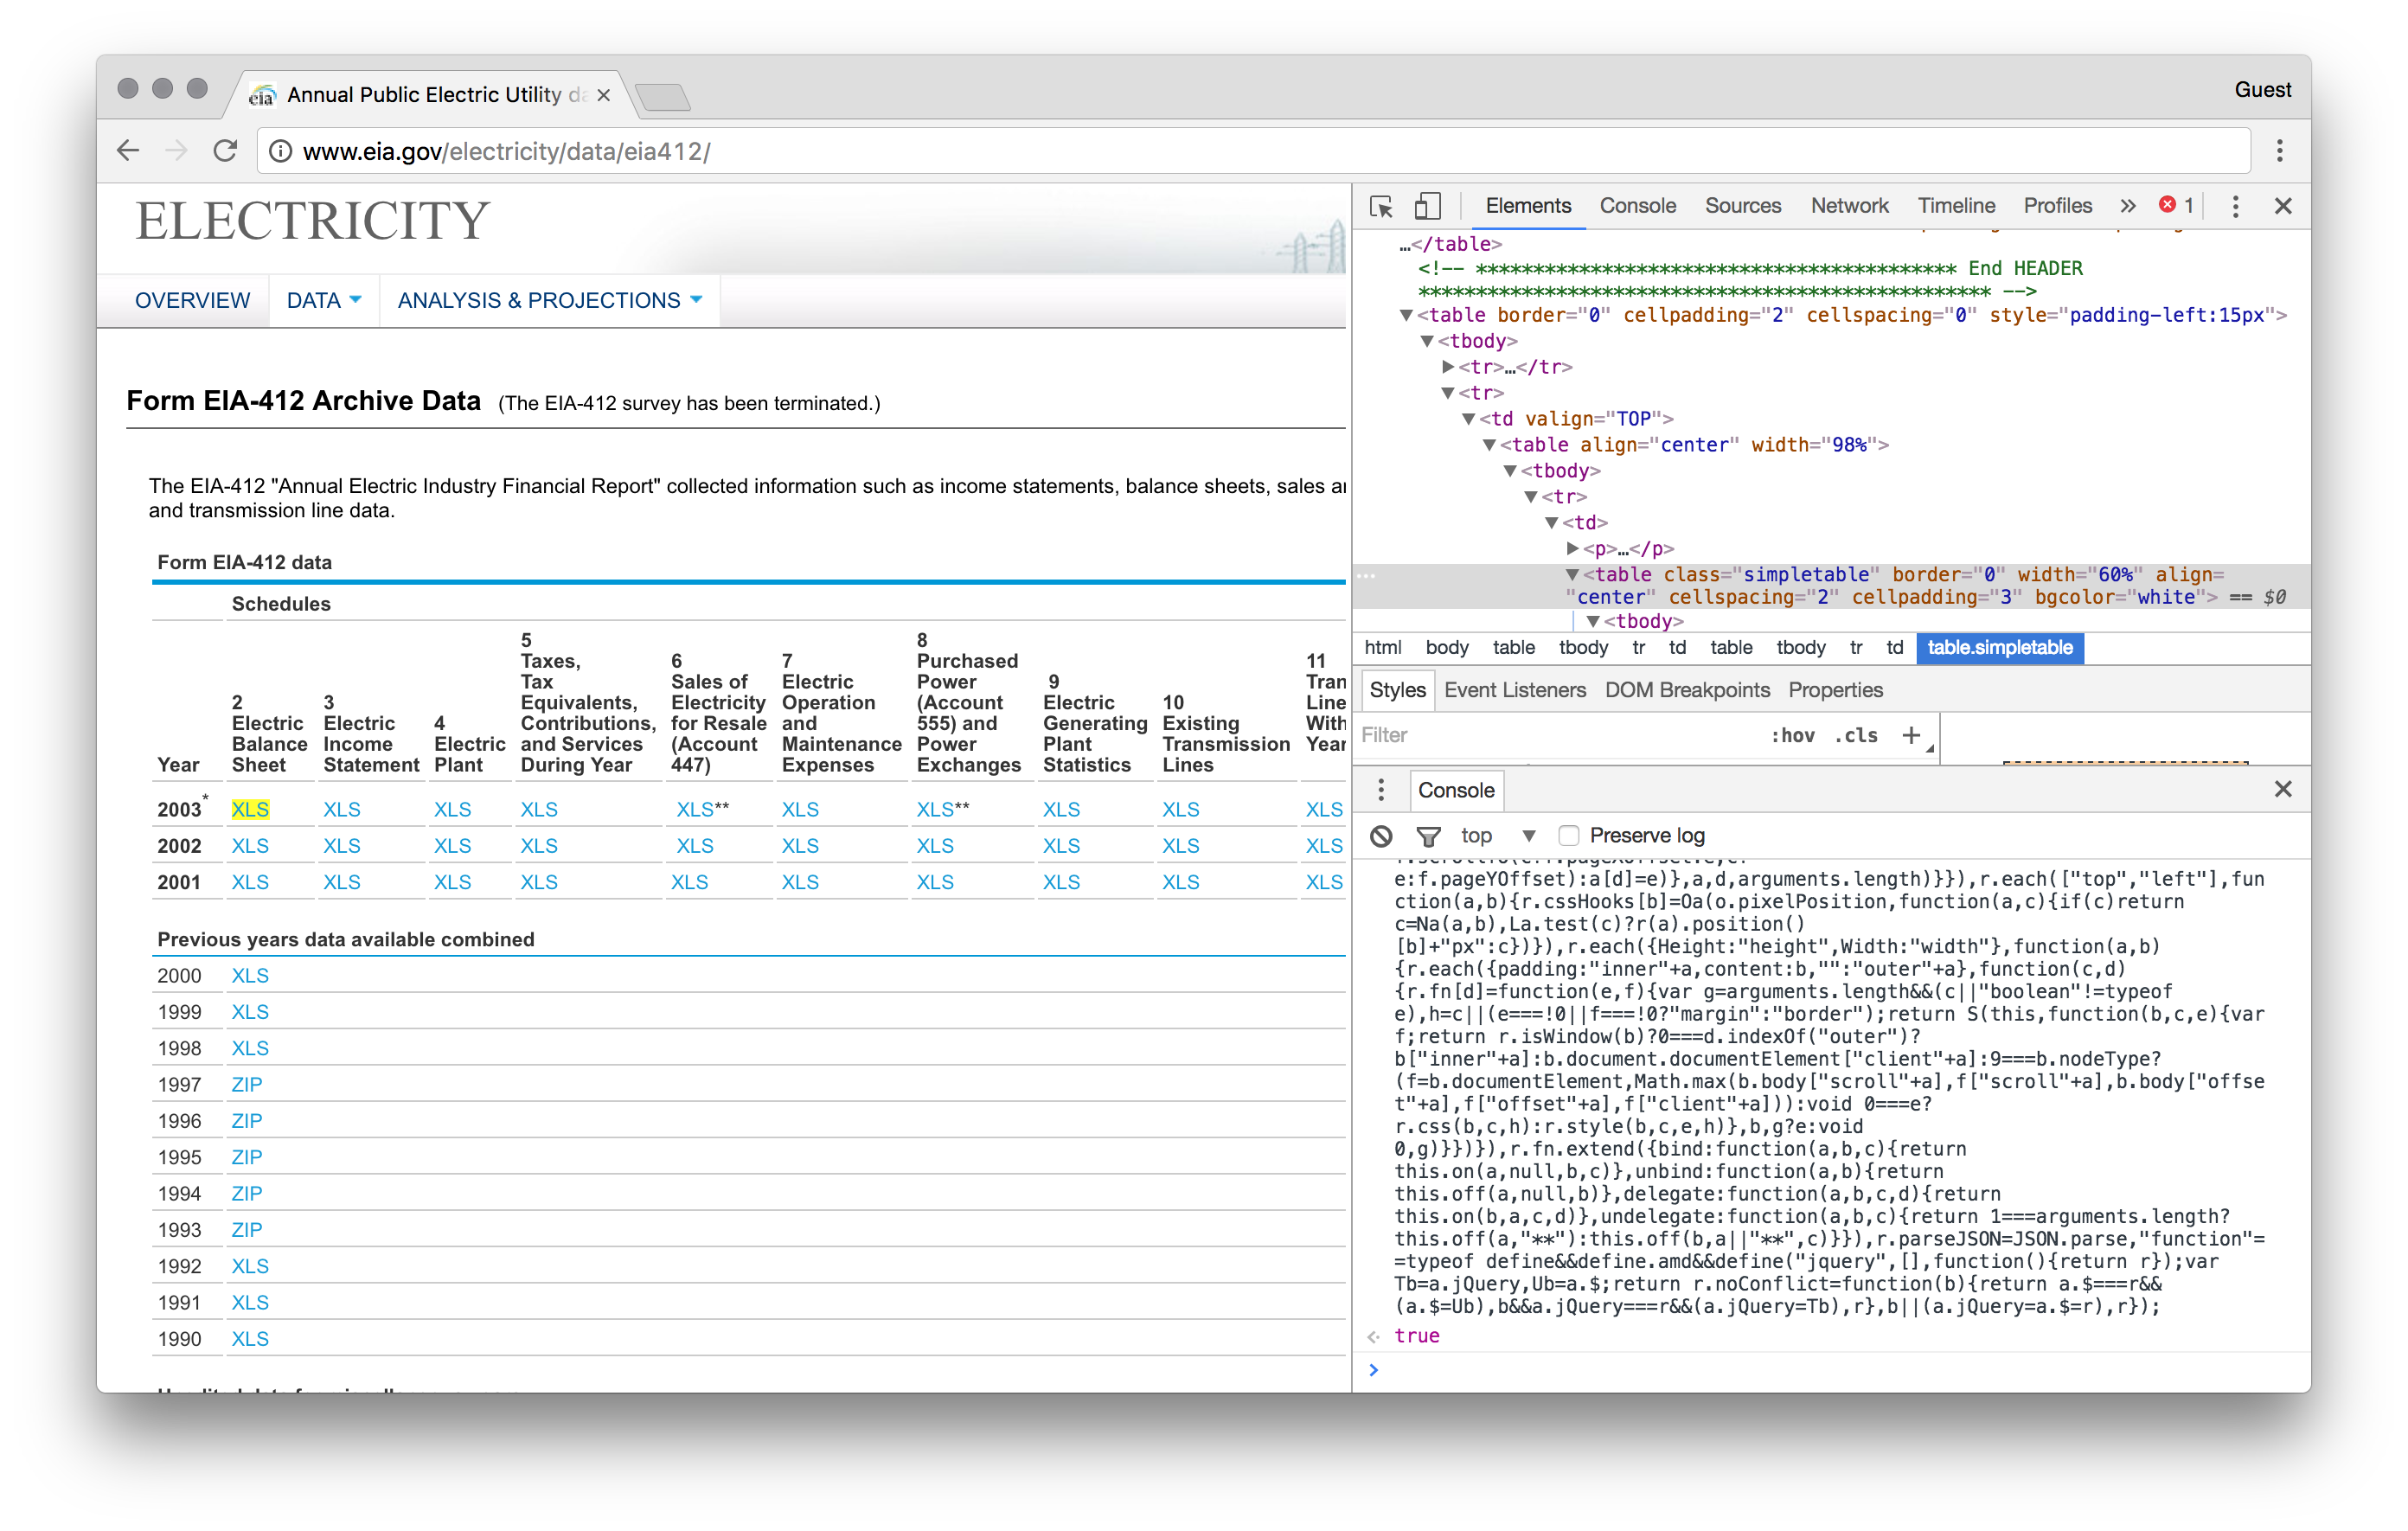 eia Annual Public Electric Utility da
Guest
www.eia.gov/electricity/data/eia412/
ELECTRICITY
OVERVIEW DATA ANALYSIS & PROJECTIONS
Form EIA-412 Archive Data (The EIA-412 survey has been terminated.)
The EIA-412 "Annual Electric Industry Financial Report" collected information such as income statements, balance sheets, sales
and transmission line data.
Form EIA-412 data
Schedules
Year
2 Electric Balance Sheet
3 Electric Income Statement
4 Electric Plant
5 Taxes, Tax Equivalents, Contributions, and Services During Year
6 Sales of Electricity for Resale (Account 447)
7 Electric Operation and Maintenance Expenses
8 Purchased Power (Account 555) and Power Exchanges
9 Electric Generating Plant Statistics
10 Existing Transmission Lines
11 Tran Line With Year
2003* XLS XLS XLS XLS XLS** XLS XLS** XLS XLS XLS
2002 XLS XLS XLS XLS XLS XLS XLS XLS XLS XLS
2001 XLS XLS XLS XLS XLS XLS XLS XLS XLS XLS
Previous years data available combined
2000 XLS
1999 XLS
1998 XLS
1997 ZIP
1996 ZIP
1995 ZIP
1994 ZIP
1993 ZIP
1992 XLS
1991 XLS
1990 XLS
Elements Console Sources Network Timeline Profiles » 1
…</table>
<!-- ****************************************** End HEADER
************************************************** -->
<table border="0" cellpadding="2" cellspacing="0" style="padding-left:15px">
<tbody>
<tr>…</tr>
<tr>
<td valign="TOP">
<table align="center" width="98%">
<tbody>
<tr>
<td>
<p>…</p>
<table class="simpletable" border="0" width="60%" align=
"center" cellspacing="2" cellpadding="3" bgcolor="white"> == $0
<tbody>
html body table tbody tr td table tbody tr td table.simpletable
Styles Event Listeners DOM Breakpoints Properties
Filter :hov .cls +
Console
top Preserve log
e:f.pageYOffset):a[d]=e)},a,d,arguments.length)}}),r.each(["top","left"],fun
ction(a,b){r.cssHooks[b]=Oa(o.pixelPosition,function(a,c){if(c)return
c=Na(a,b),La.test(c)?r(a).position()
[b]+"px":c})}),r.each({Height:"height",Width:"width"},function(a,b)
{r.each({padding:"inner"+a,content:b,"":"outer"+a},function(c,d)
{r.fn[d]=function(e,f){var g=arguments.length&&(c||"boolean"!=typeof
e),h=c||(e===!0||f===!0?"margin":"border");return S(this,function(b,c,e){var
f;return r.isWindow(b)?0===d.indexOf("outer")?
b["inner"+a]:b.document.documentElement["client"+a]:9===b.nodeType?
(f=b.documentElement,Math.max(b.body["scroll"+a],f["scroll"+a],b.body["offse
t"+a],f["offset"+a],f["client"+a])):void 0===e?
r.css(b,c,h):r.style(b,c,e,h)},b,g?e:void
0,g)}})}),r.fn.extend({bind:function(a,b,c){return
this.on(a,null,b,c)},unbind:function(a,b){return
this.off(a,null,b)},delegate:function(a,b,c,d){return
this.on(b,a,c,d)},undelegate:function(a,b,c){return 1===arguments.length?
this.off(a,"**"):this.off(b,a||"**",c)}}),r.parseJSON=JSON.parse,"function"=
=typeof define&&define.amd&&define("jquery",[],function(){return r});var
Tb=a.jQuery,Ub=a.$;return r.noConflict=function(b){return a.$===r&&
(a.$=Ub),b&&a.jQuery===r&&(a.jQuery=Tb),r},b||(a.jQuery=a.$=r),r});
true